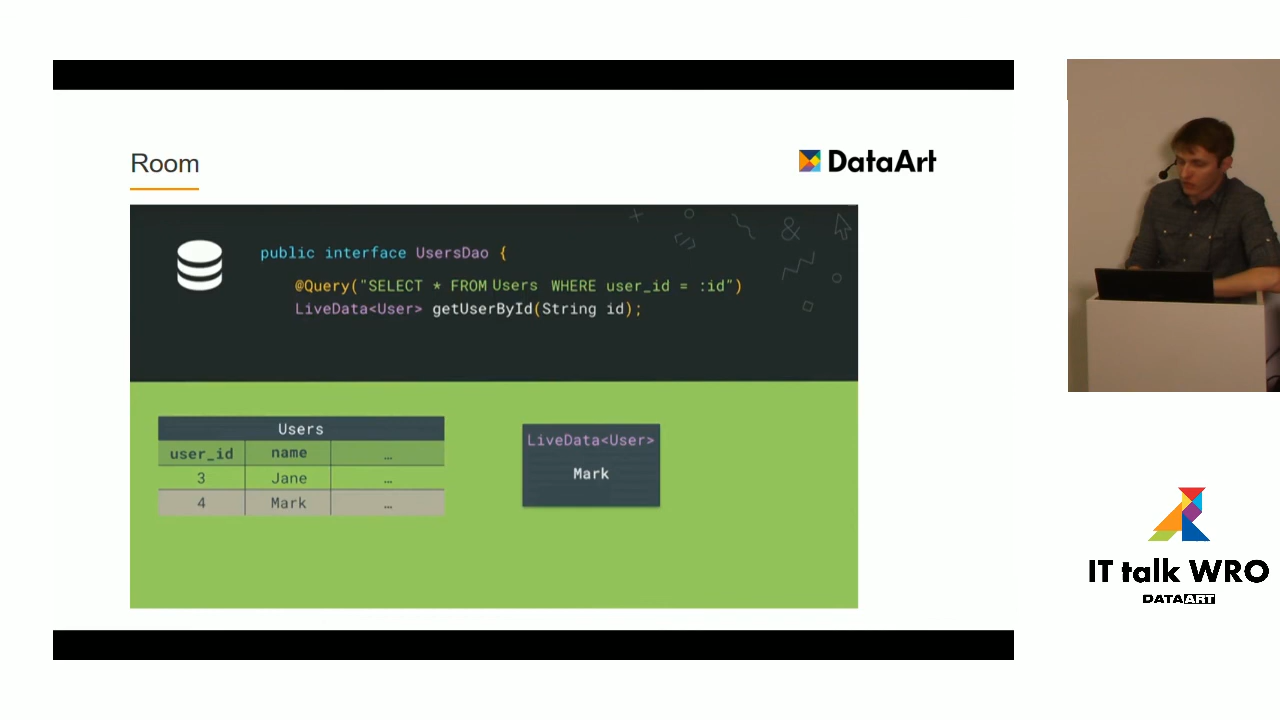 Room
DataArt
public interface UsersDao {
@Query("SELECT * FROM Users WHERE user_id = :id")
LiveData<User> getUserById(String id);
Users
user_id name …
3 Jane …
4 Mark …
LiveData<User>
Mark
IT talk WRO
DATAART